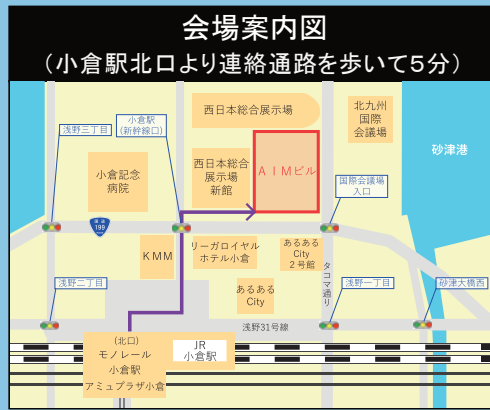 会場案内図
(小倉駅北口より連絡通路を歩いて5分)
西日本総合展示場
北九州
国際
会議場
砂津港
浅野三丁目
小倉駅
(新幹線口)
小倉記念
病院
西日本総合
展示場
新館
AIMビル
国際会議場
入口
国道
199
KMM
リーガロイヤル
ホテル小倉
あるある
City
2号館
タコマ通り
浅野二丁目
あるある
City
浅野一丁目
砂津大橋西
浅野31号線
(北口)
モノレール
小倉駅
アミュプラザ小倉
JR
小倉駅